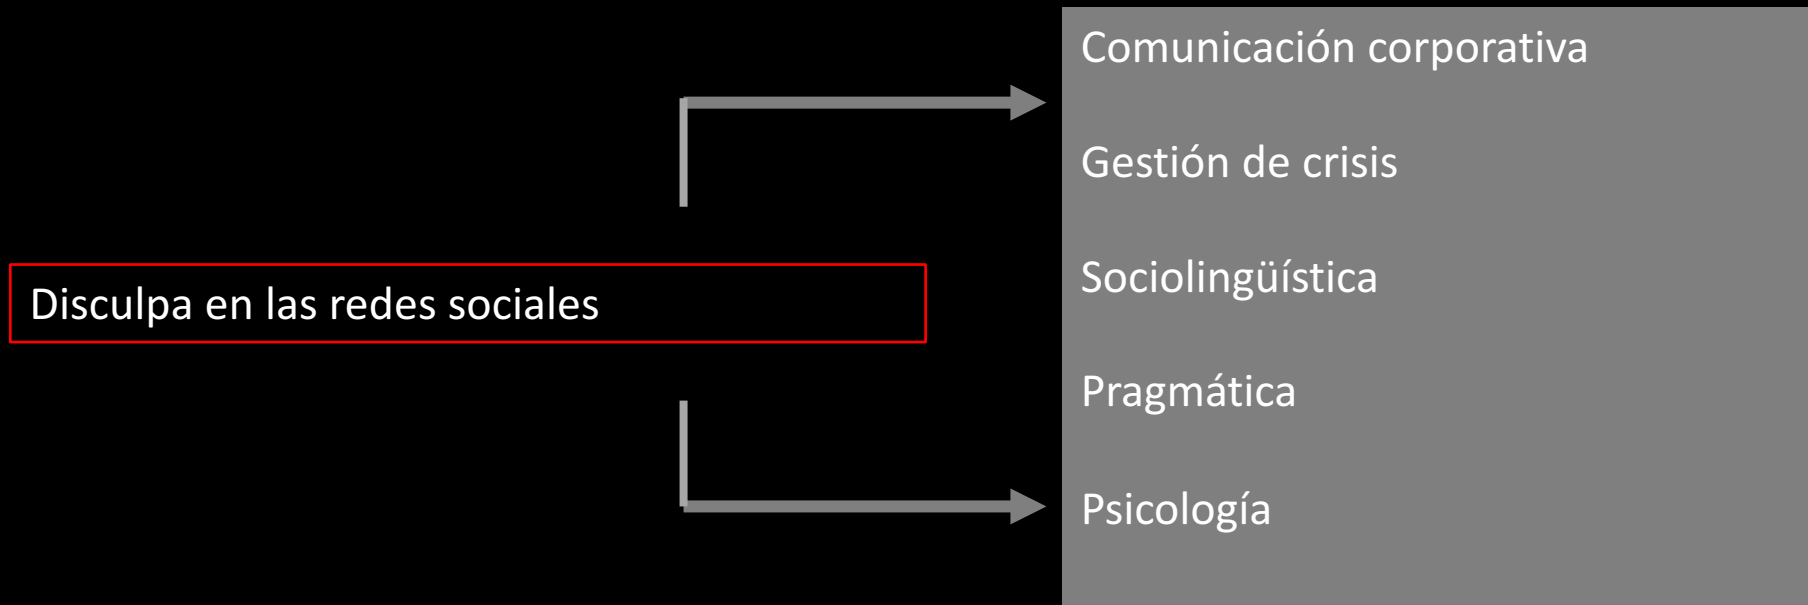 Comunicación corporativa
Gestión de crisis
Sociolingüística
Disculpa en las redes sociales
Pragmática
Psicología